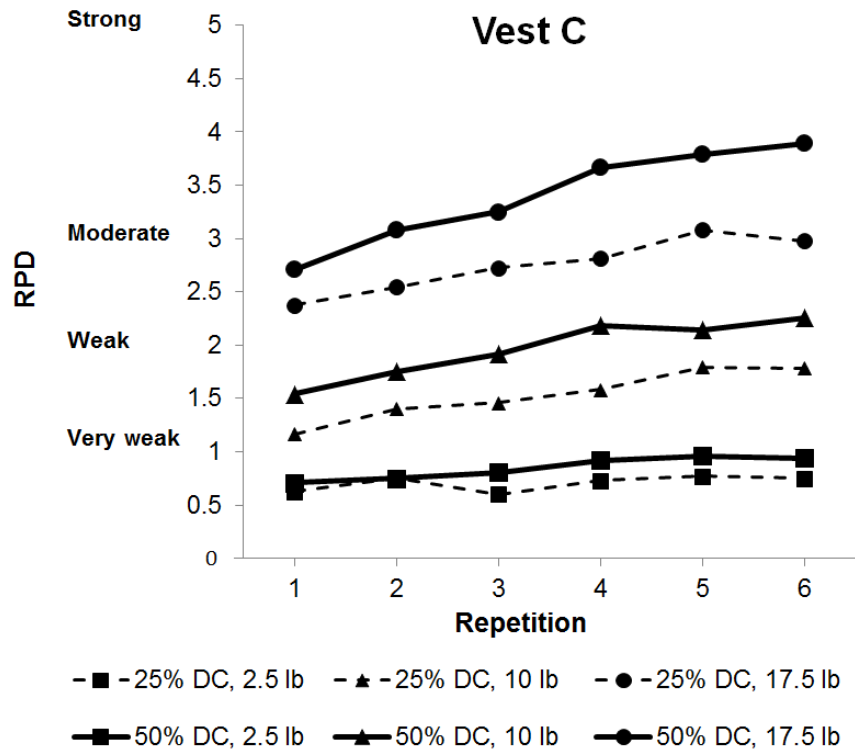 Vest C
Strong
Moderate
Weak
Very weak
RPD
5
4.5
4
3.5
3
2.5
2
1.5
1
0.5
0
1 2 3 4 5 6
Repetition
25% DC, 2.5 lb 25% DC, 10 lb 25% DC, 17.5 lb
50% DC, 2.5 lb 50% DC, 10 lb 50% DC, 17.5 lb